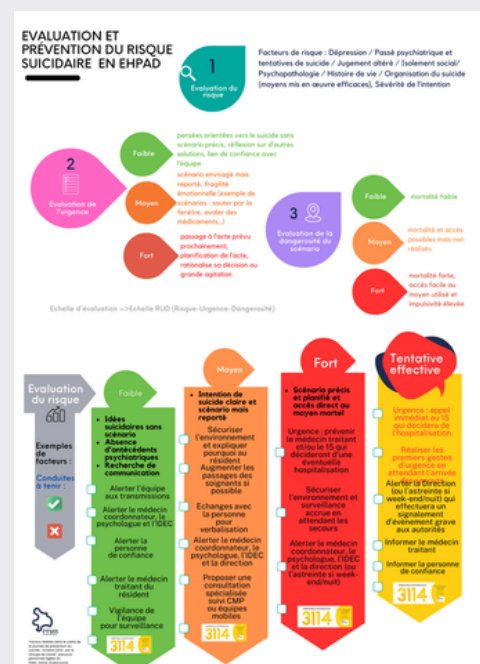 EVALUATION ET
PRÉVENTION DU RISQUE
SUICIDAIRE EN EHPAD
1
Evaluation du
risque
Facteurs de risque : Dépression / Passé psychiatrique et
tentatives de suicide / Jugement altéré / Isolement social/
Psychopathologie / Histoire de vie / Organisation du suicide
(moyens mis en œuvre efficaces), Sévérité de l'intention
2
Evaluation de
l'urgence
Faible
pensées orientées vers le suicide sans
scénario précis, réflexion sur d'autres
solutions, lien de confiance avec
l'équipe
Moyen
scénario envisagé mais
reporté, fragilité
émotionnelle (exemple de
scénarios : sauter par la
fenêtre, avaler des
médicaments..)
Fort
passage à l'acte prévu
prochainement,
planification de l'acte,
rationalise sa décision ou
grande agitation
3
Evaluation de la
dangerosité du
scénario
Faible
mortalité faible
Moyen
mortalité et accès
possibles mais non
réalisés
Fort
mortalité forte,
accès facile au
moyen utilisé et
impulsivité élevée
Echelle d'évaluation =>Echelle RUD (Risque-Urgence-Dangerosité)
Evaluation
du risque
Exemples
de
facteurs :
Conduites
à tenir :
Faible
Idées
suicidaires sans
scénario
Absence
d'antécédents
psychiatriques
Recherche de
communication
Alerter l'équipe
aux transmissions
Alerter le médecin
coordonnateur, le
psychologue et l'IDEC
Alerter la
personne de
confiance
Alerter le médecin
traitant du
résident
Vigilance de
l'équipe
pour surveillance
3114
Moyen
Intention de
suicide claire et
scénario mais
reporté
Sécuriser
l'environnement et
expliquer
pourquoi au
résident
Augmenter les
passages des
soignants si
possible
Echanges avec
la personne
pour
verbalisation
Alerter le médecin
coordonnateur, le
psychologue, l'IDEC
et la direction
Proposer une
consultation
spécialisée
suivi CMP
ou équipes
mobiles
3114
Fort
Scénario précis
et planifié et
accès direct au
moyen mortel
Urgence: prévenir
le médecin traitant
et/ou le 15 qui
décideront d'une
éventuelle
hospitalisation
Sécuriser
l'environnement et
surveillance
accrue en
attendant les
secours
Alerter le médecin
coordonnateur, le
psychologue, l'IDEC
et la direction (ou
l'astreinte si week-
end/nuit)
3114
Tentative
effective
Urgence : appel
immédiat au 15
qui décidera de
l'hospitalisation
Réaliser les
premiers gestes
d'urgence en
attendant l'arrivée
Alerter la Direction
(ou l'astreinte si
week-end/nuit) qui
effectuera un
signalement
d'évènement grave
aux autorités
Informer le médecin
traitant
Informer la personne
de confiance
3114